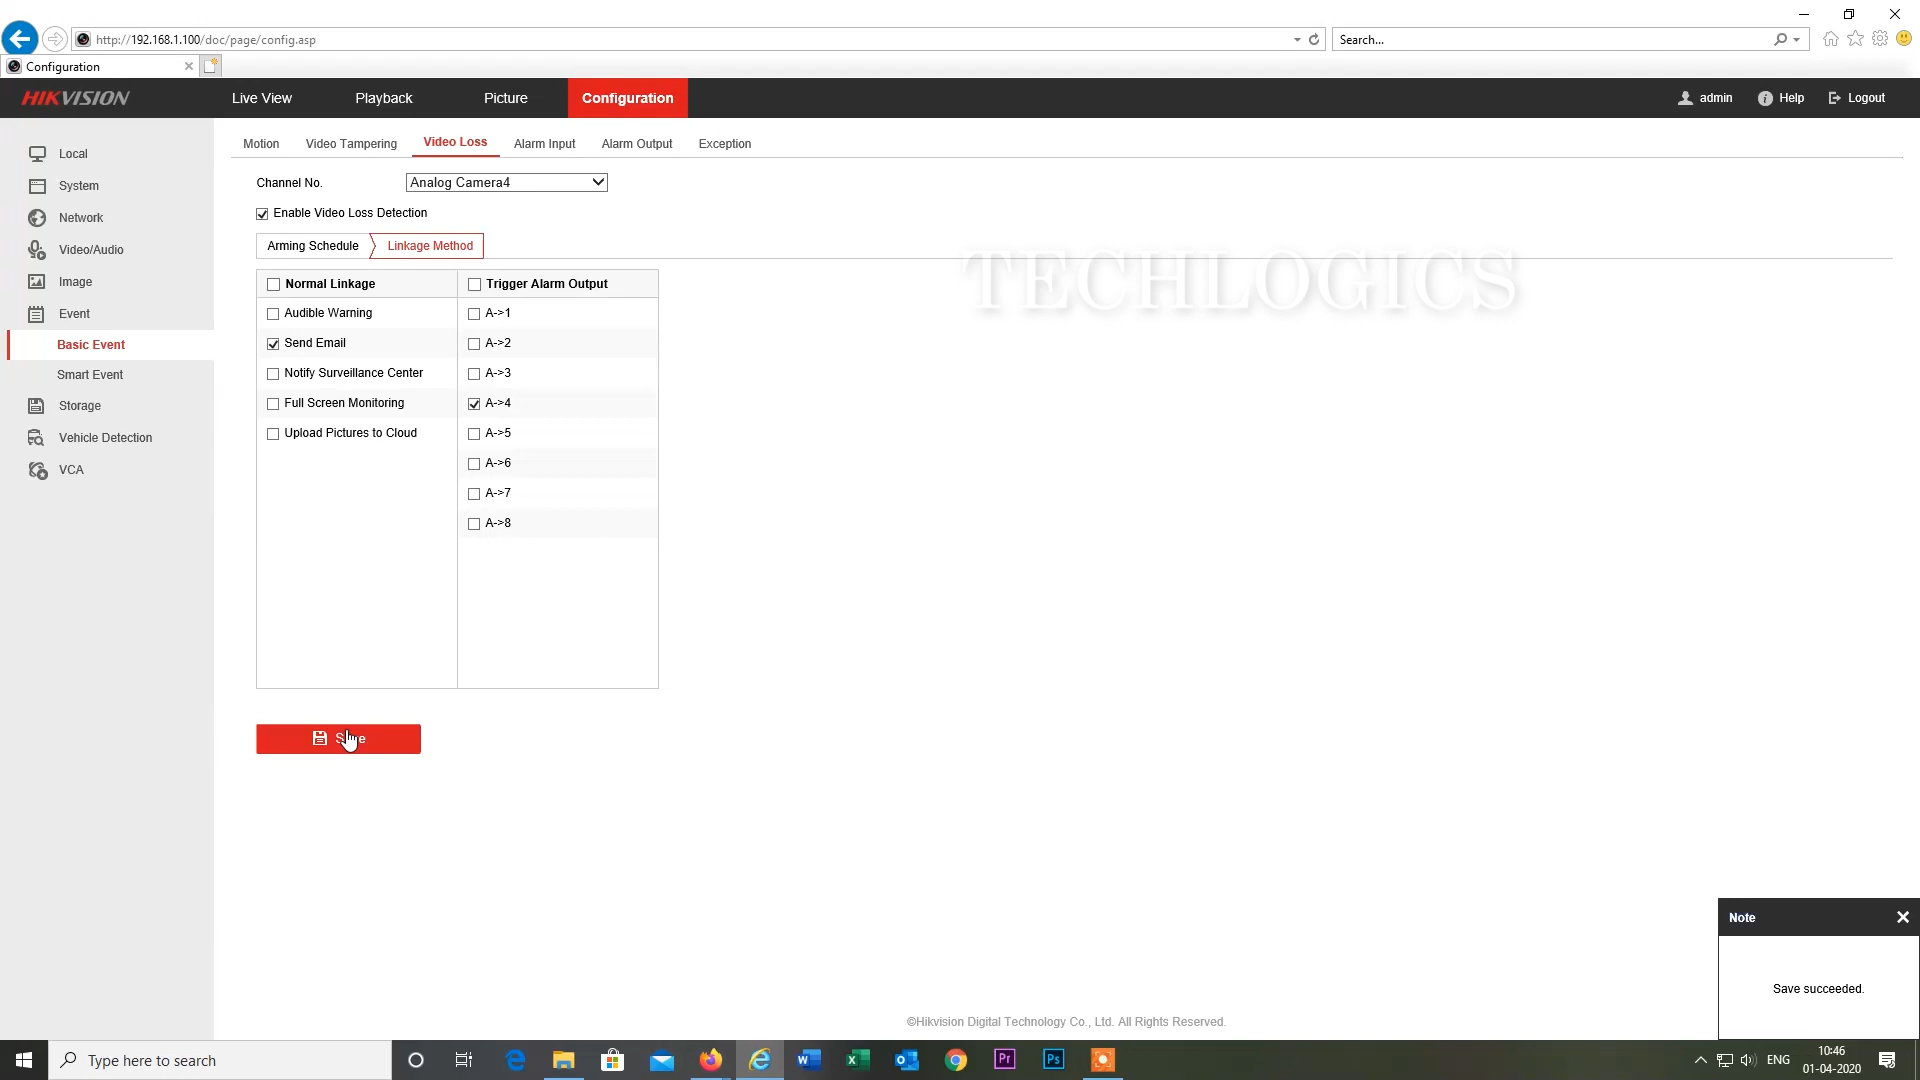 http://192.168.1.100/doc/page/config.asp
Search...
Configuration
HIKVISION
Live View
Playback
Picture
Configuration
admin
Help
Logout
Local
System
Network
Video/Audio
Image
Event
Basic Event
Smart Event
Storage
Vehicle Detection
VCA
Motion
Video Tampering
Video Loss
Alarm Input
Alarm Output
Exception
Channel No.
Analog Camera4
Enable Video Loss Detection
Arming Schedule
Linkage Method
TECHLOGICS
Normal Linkage
Trigger Alarm Output
Audible Warning
A->1
Send Email
A->2
Notify Surveillance Center
A->3
Full Screen Monitoring
A->4
Upload Pictures to Cloud
A->5
A->6
A->7
A->8
Save
Note
Save succeeded.
©Hikvision Digital Technology Co., Ltd. All Rights Reserved.
Type here to search
Pr
Ps
ENG
10:46
01-04-2020